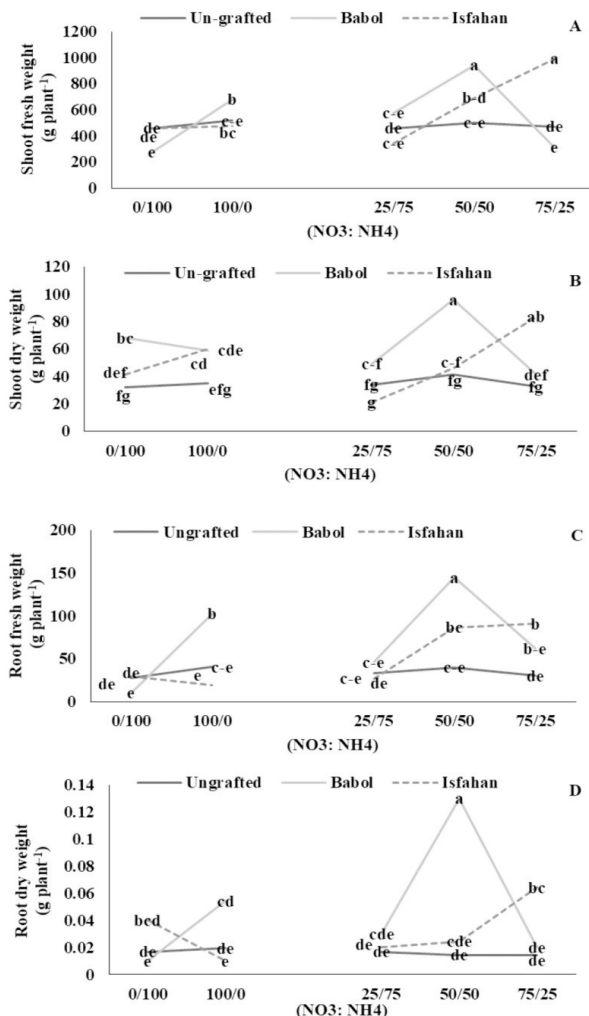 Un-grafted Babol Isfahan
A
Shoot fresh weight
(g plant-1)
1200
1000
800
600
400
200
0
de
de
e
b
c-e
bc
c-e
de
c-e
a
b-d
c-e
a
de
e
0/100 100/0 25/75 50/50 75/25
(NO3: NH4)
Un-grafted Babol Isfahan
B
Shoot dry weight
(g plant-1)
120
100
80
60
40
20
0
bc
def
fg
cde
cd
efg
c-f
fg
g
a
c-f
fg
ab
def
fg
0/100 100/0 25/75 50/50 75/25
(NO3: NH4)
Ungrafted Babol Isfahan
C
Root fresh weight
(g plant-1)
200
150
100
50
0
de
de
e
b
c-e
e
c-e
c-e
de
a
bc
c-e
b
b-e
de
0/100 100/0 25/75 50/50 75/25
(NO3: NH4)
Ungrafted Babol Isfahan
D
Root dry weight
(g plant-1)
0.14
0.12
0.1
0.08
0.06
0.04
0.02
0
bcd
de
e
cd
de
e
cde
de
de
a
cde
de
bc
de
de
0/100 100/0 25/75 50/50 75/25
(NO3: NH4)